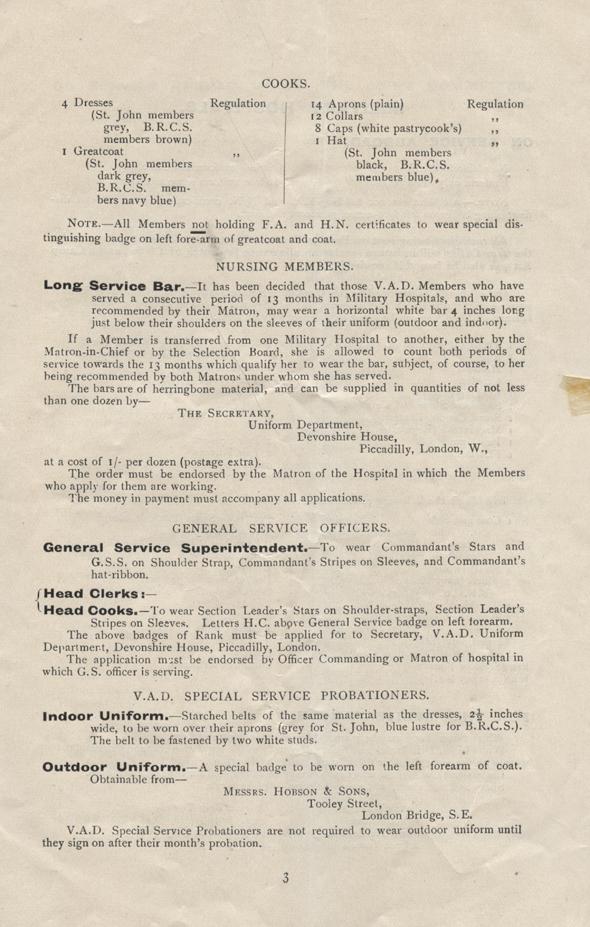 COOKS.
4 Dresses Regulation
(St. John members
grey, B.R.C.S.
members brown)
1 Greatcoat ,,
(St. John members
dark grey,
B.R.C.S. mem-
bers navy blue)
14 Aprons (plain) Regulation
12 Collars ,,
8 Caps (white pastrycook's) ,,
1 Hat ,,
(St. John members
black, B.R.C.S.
members blue).
NOTE.—All Members not holding F.A. and H.N. certificates to wear special dis-
tinguishing badge on left fore-arm of greatcoat and coat.
NURSING MEMBERS.
Long Service Bar.—It has been decided that those V.A.D. Members who have
served a consecutive period of 13 months in Military Hospitals, and who are
recommended by their Matron, may wear a horizontal white bar 4 inches long
just below their shoulders on the sleeves of their uniform (outdoor and indoor).
If a Member is transferred from one Military Hospital to another, either by the
Matron-in-Chief or by the Selection Board, she is allowed to count both periods of
service towards the 13 months which qualify her to wear the bar, subject, of course, to her
being recommended by both Matrons under whom she has served.
The bars are of herringbone material, and can be supplied in quantities of not less
than one dozen by—
THE SECRETARY,
Uniform Department,
Devonshire House,
Piccadilly, London, W.,
at a cost of 1/- per dozen (postage extra).
The order must be endorsed by the Matron of the Hospital in which the Members
who apply for them are working.
The money in payment must accompany all applications.
GENERAL SERVICE OFFICERS.
General Service Superintendent.—To wear Commandant's Stars and
G.S.S. on Shoulder Strap, Commandant's Stripes on Sleeves, and Commandant's
hat-ribbon.
Head Clerks:—
Head Cooks.—To wear Section Leader's Stars on Shoulder-straps, Section Leader's
Stripes on Sleeves. Letters H.C. above General Service badge on left forearm.
The above badges of Rank must be applied for to Secretary, V.A.D. Uniform
Department, Devonshire House, Piccadilly, London.
The application must be endorsed by Officer Commanding or Matron of hospital in
which G.S. officer is serving.
V.A.D. SPECIAL SERVICE PROBATIONERS.
Indoor Uniform.—Starched belts of the same material as the dresses, 2½ inches
wide, to be worn over their aprons (grey for St. John, blue lustre for B.R.C.S.).
The belt to be fastened by two white studs.
Outdoor Uniform.—A special badge to be worn on the left forearm of coat.
Obtainable from—
MESSRS. HOBSON & SONS,
Tooley Street,
London Bridge, S.E.
V.A.D. Special Service Probationers are not required to wear outdoor uniform until
they sign on after their month's probation.
3